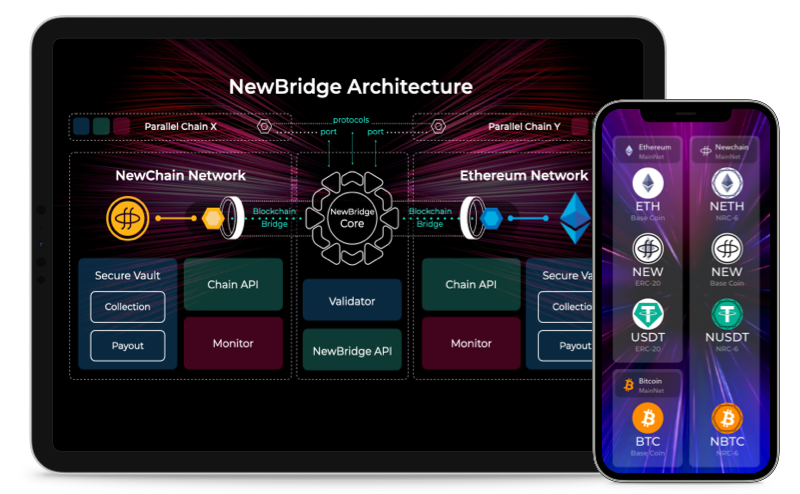 NewBridge Architecture
Parallel Chain X
protocols
port
port
Parallel Chain Y
NewChain Network
Ethereum Network
Blockchain
Bridge
NewBridge
Core
Blockchain
Bridge
Secure Vault
Collection
Payout
Chain API
Monitor
Validator
NewBridge API
Chain API
Monitor
Secure Va
Collectio
Payou
Ethereum
MainNet
Newchain
MainNet
ETH
Base Coin
NETH
NRC-6
NEW
ERC-20
NEW
Base Coin
USDT
ERC-20
NUSDT
NRC-6
Bitcoin
MainNet
BTC
Base Coin
NBTC
NRC-6